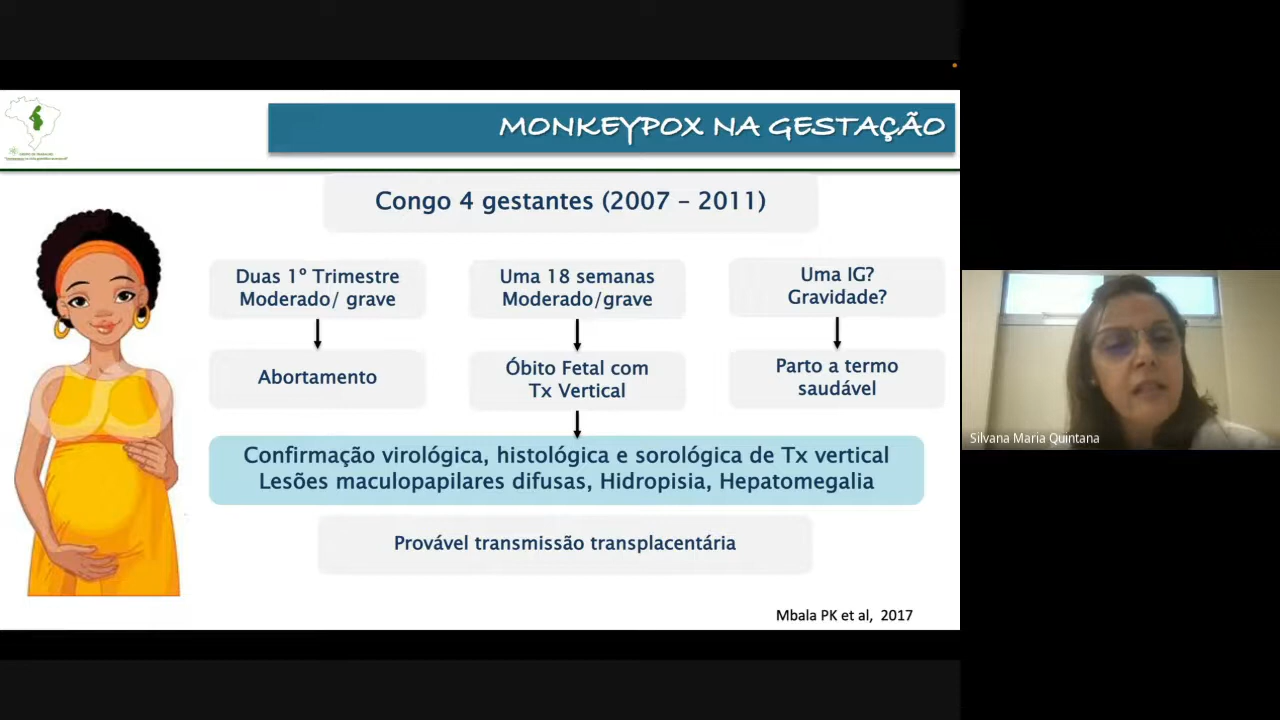 MONKEYPOX NA GESTAÇÃO
Congo 4 gestantes (2007 – 2011)
Duas 1º Trimestre
Moderado/ grave
Uma 18 semanas
Moderado/grave
Uma IG?
Gravidade?
Abortamento
Óbito Fetal com
Tx Vertical
Parto a termo
saudável
Confirmação virológica, histológica e sorológica de Tx vertical
Lesões maculopapilares difusas, Hidropisia, Hepatomegalia
Provável transmissão transplacentária
Mbala PK et al, 2017
Silvana Maria Quintana